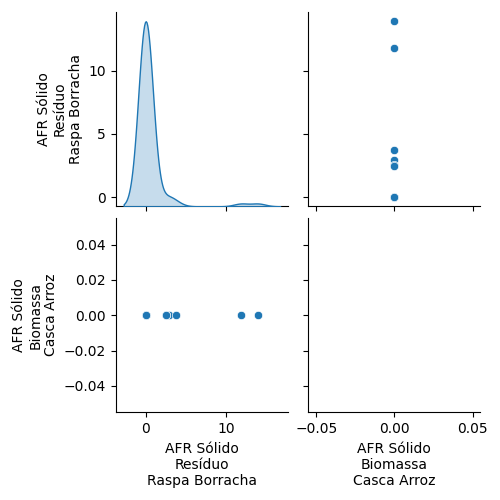 AFR Sólido
Resíduo
Raspa Borracha
10
5
0
AFR Sólido
Biomassa
Casca Arroz
0.04
0.02
0.00
−0.02
−0.04
0
10
AFR Sólido
Resíduo
Raspa Borracha
−0.05
0.00
0.05
AFR Sólido
Biomassa
Casca Arroz